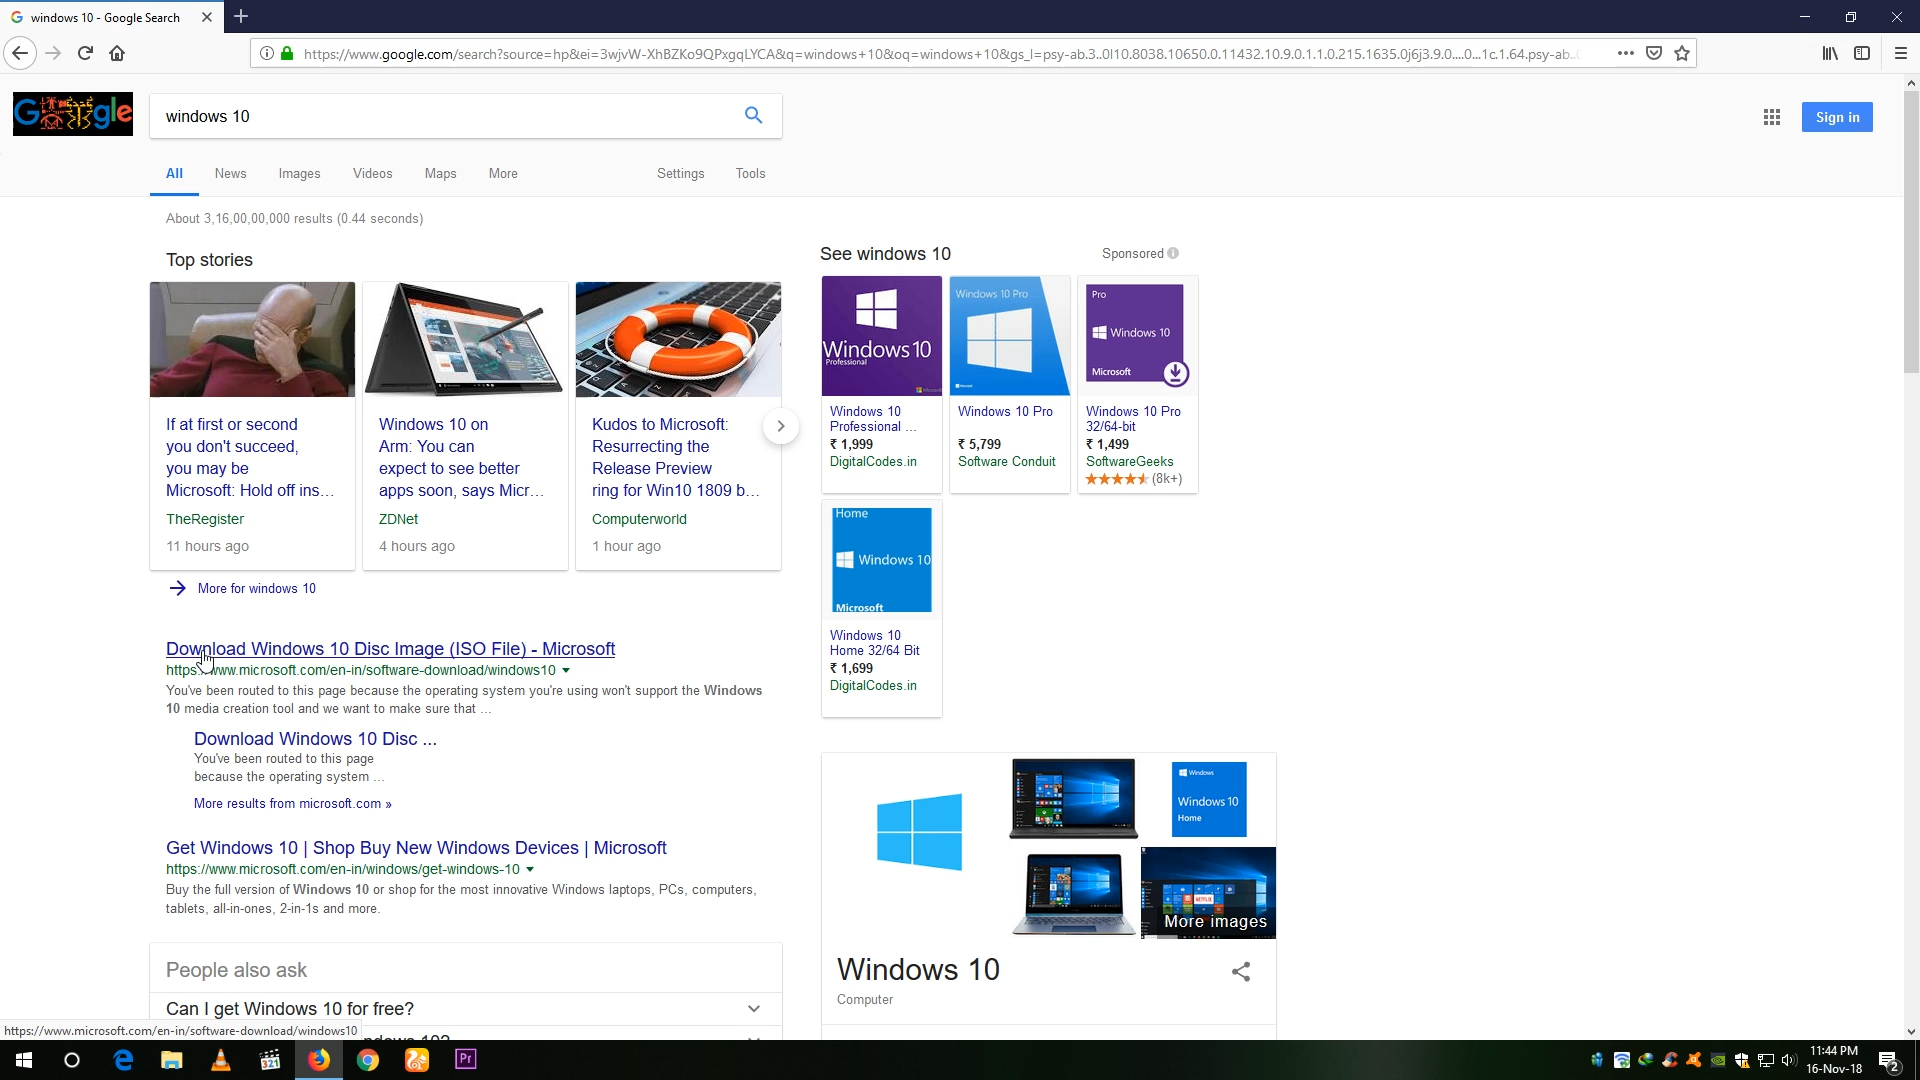 windows 10 - Google Search
https://www.google.com/search?source=hp&ei=3wjvW-XhBZKo9QPxgqLYCA&q=windows+10&oq=windows+10&gs_l=psy-ab.3..0l10.8038.10650.0.11432.10.9.0.1.1.0.215.1635.0j6j3.9.0....0...1c.1.64.psy-ab..
Google
windows 10
Sign in
All News Images Videos Maps More Settings Tools
About 3,16,00,00,000 results (0.44 seconds)
Top stories
If at first or second
you don't succeed,
you may be
Microsoft: Hold off ins...
TheRegister
11 hours ago
Windows 10 on
Arm: You can
expect to see better
apps soon, says Micr...
ZDNet
4 hours ago
Kudos to Microsoft:
Resurrecting the
Release Preview
ring for Win10 1809 b...
Computerworld
1 hour ago
More for windows 10
Download Windows 10 Disc Image (ISO File) - Microsoft
https://www.microsoft.com/en-in/software-download/windows10
You've been routed to this page because the operating system you're using won't support the Windows
10 media creation tool and we want to make sure that ...
Download Windows 10 Disc ...
You've been routed to this page
because the operating system ...
More results from microsoft.com »
Get Windows 10 | Shop Buy New Windows Devices | Microsoft
https://www.microsoft.com/en-in/windows/get-windows-10
Buy the full version of Windows 10 or shop for the most innovative Windows laptops, PCs, computers,
tablets, all-in-ones, 2-in-1s and more.
People also ask
Can I get Windows 10 for free?
See windows 10
Sponsored
Windows 10
Professional
Windows 10
Professional ...
₹ 1,999
DigitalCodes.in
Windows 10 Pro
Windows 10 Pro
₹ 5,799
Software Conduit
Pro
Windows 10
Microsoft
Windows 10 Pro
32/64-bit
₹ 1,499
SoftwareGeeks
(8k+)
Home
Windows 10
Microsoft
Windows 10
Home 32/64 Bit
₹ 1,699
DigitalCodes.in
Windows
Windows 10
Home
NETFLIX
More images
Windows 10
Computer
https://www.microsoft.com/en-in/software-download/windows10
321
Pr
11:44 PM
16-Nov-18
2